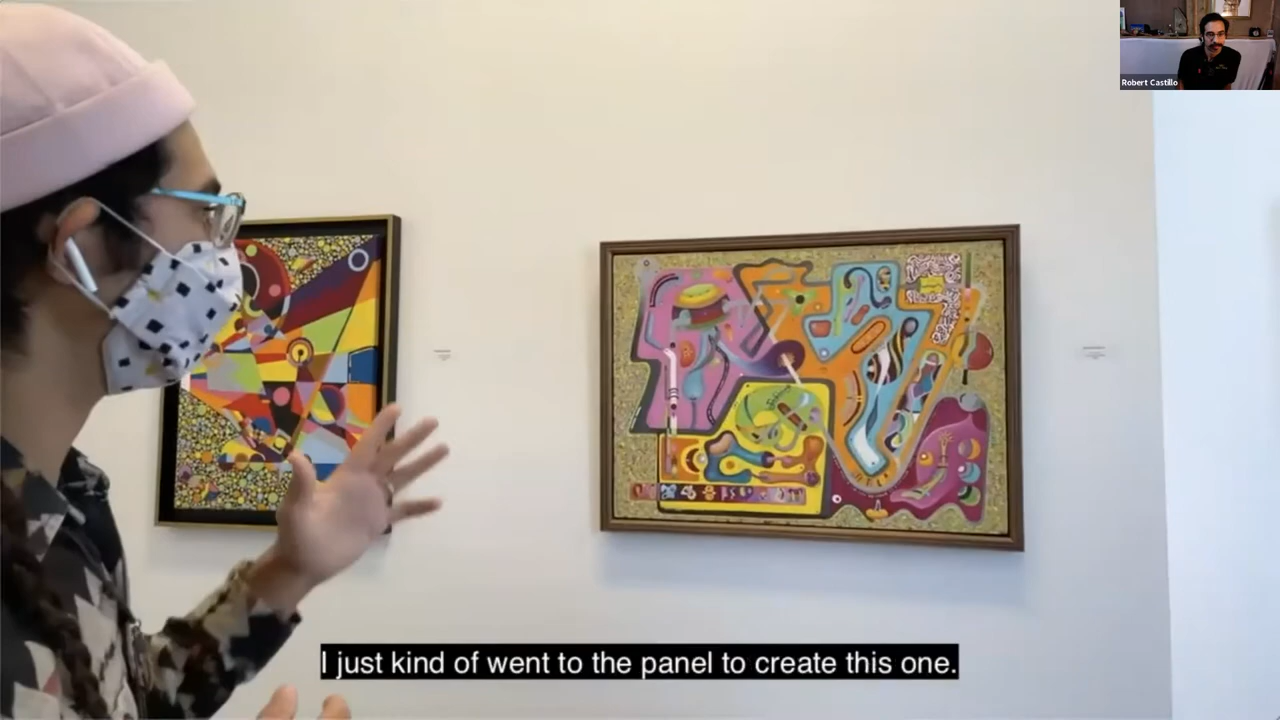 Robert Castillo
I just kind of went to the panel to create this one.